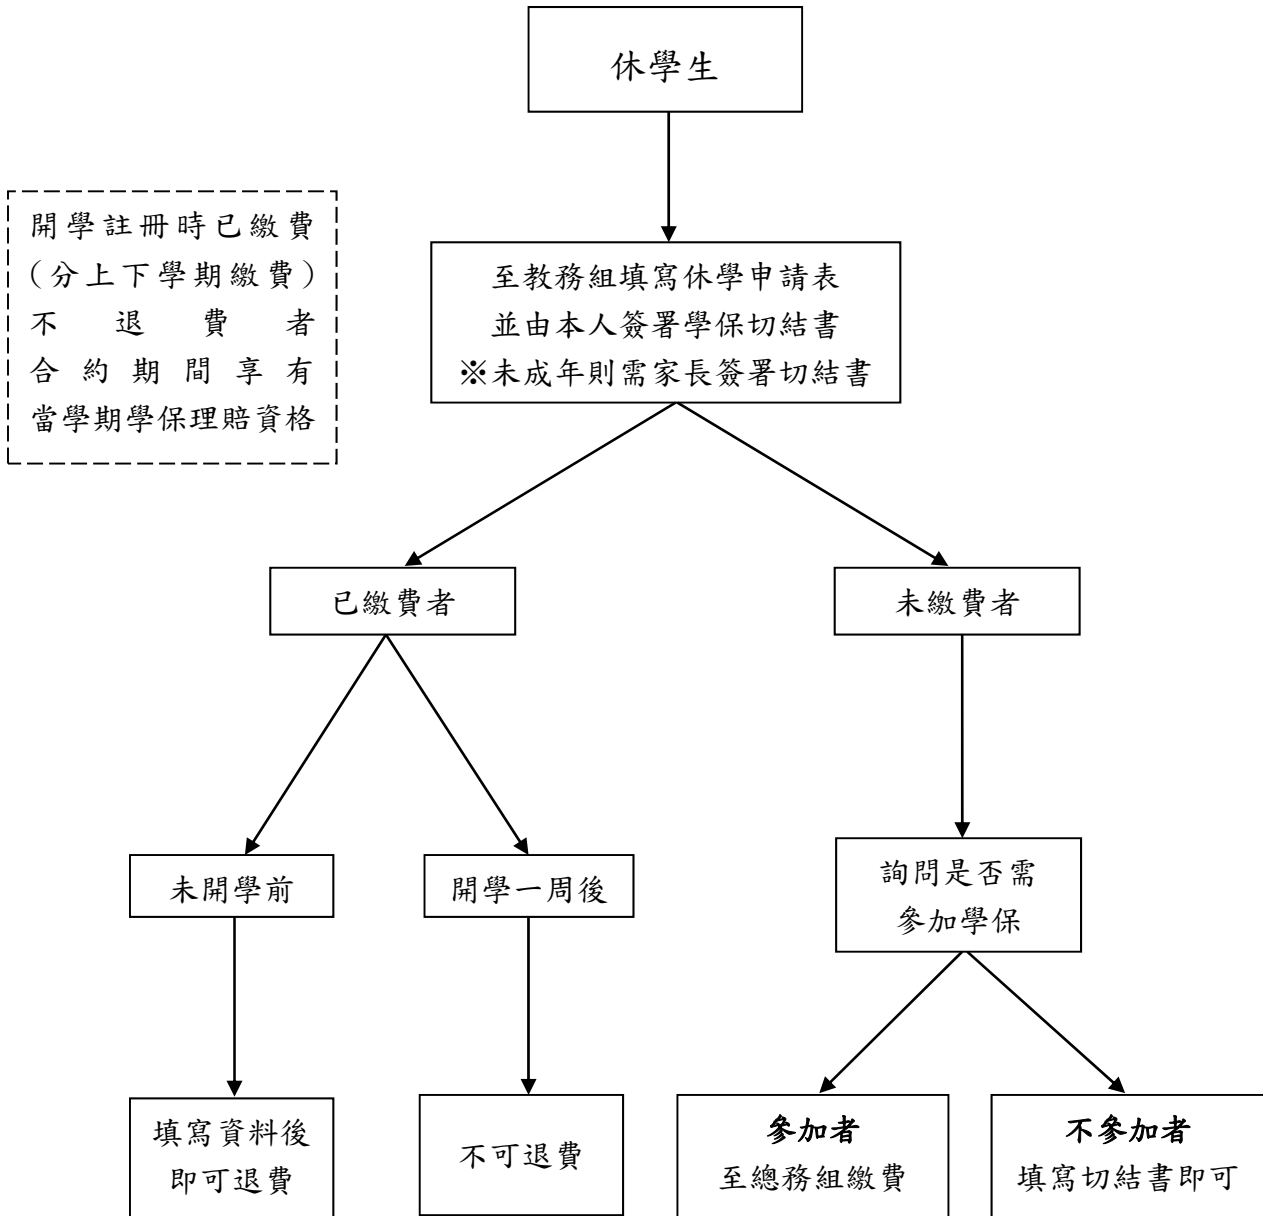 休學生
開學註冊時已繳費
(分上下學期繳費)
不退費者
合約期間享有
當學期學保理賠資格
至教務組填寫休學申請表
並由本人簽署學保切結書
※未成年則需家長簽署切結書
已繳費者
未繳費者
未開學前
開學一周後
詢問是否需
參加學保
填寫資料後
即可退費
不可退費
參加者
至總務組繳費
不參加者
填寫切結書即可